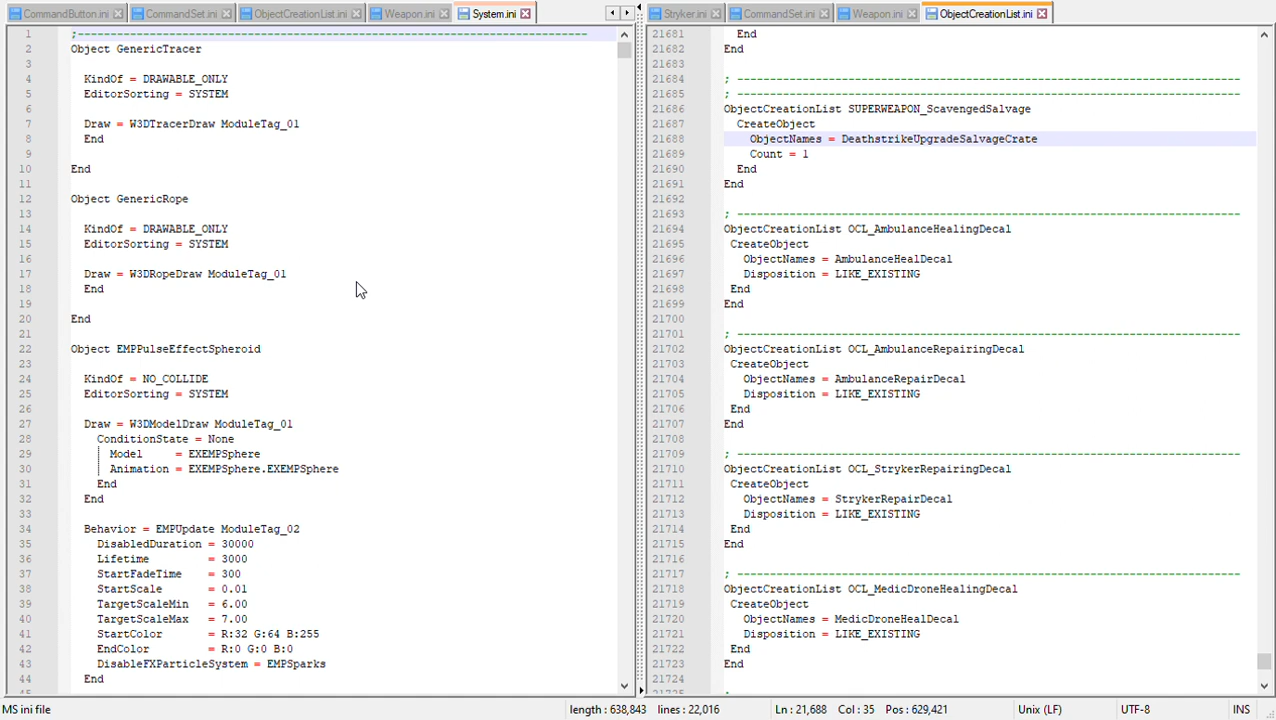 CommandButton.ini CommandSet.ini ObjectCreationList.ini Weapon.ini System.ini
1 ;------------------------------------------------------------------------------
2 Object GenericTracer
3
4 KindOf = DRAWABLE_ONLY
5 EditorSorting = SYSTEM
6
7 Draw = W3DTracerDraw ModuleTag_01
8 End
9
10 End
11
12 Object GenericRope
13
14 KindOf = DRAWABLE_ONLY
15 EditorSorting = SYSTEM
16
17 Draw = W3DRopeDraw ModuleTag_01
18 End
19
20 End
21
22 Object EMPPulseEffectSpheroid
23
24 KindOf = NO_COLLIDE
25 EditorSorting = SYSTEM
26
27 Draw = W3DModelDraw ModuleTag_01
28 ConditionState = None
29 Model = EXEMPSphere
30 Animation = EXEMPSphere.EXEMPSphere
31 End
32 End
33
34 Behavior = EMPUpdate ModuleTag_02
35 DisabledDuration = 30000
36 Lifetime = 3000
37 StartFadeTime = 300
38 StartScale = 0.01
39 TargetScaleMin = 6.00
40 TargetScaleMax = 7.00
41 StartColor = R:32 G:64 B:255
42 EndColor = R:0 G:0 B:0
43 DisableFXParticleSystem = EMPSparks
44 End
45
Stryker.ini CommandSet.ini Weapon.ini ObjectCreationList.ini
21681 End
21682 End
21683
21684 ; -----------------------------------------------------------------------------
21685 ; -----------------------------------------------------------------------------
21686 ObjectCreationList SUPERWEAPON_ScavengedSalvage
21687 CreateObject
21688 ObjectNames = DeathstrikeUpgradeSalvageCrate
21689 Count = 1
21690 End
21691 End
21692
21693 ; -----------------------------------------------------------------------------
21694 ObjectCreationList OCL_AmbulanceHealingDecal
21695 CreateObject
21696 ObjectNames = AmbulanceHealDecal
21697 Disposition = LIKE_EXISTING
21698 End
21699 End
21700
21701 ; -----------------------------------------------------------------------------
21702 ObjectCreationList OCL_AmbulanceRepairingDecal
21703 CreateObject
21704 ObjectNames = AmbulanceRepairDecal
21705 Disposition = LIKE_EXISTING
21706 End
21707 End
21708
21709 ; -----------------------------------------------------------------------------
21710 ObjectCreationList OCL_StrykerRepairingDecal
21711 CreateObject
21712 ObjectNames = StrykerRepairDecal
21713 Disposition = LIKE_EXISTING
21714 End
21715 End
21716
21717 ; -----------------------------------------------------------------------------
21718 ObjectCreationList OCL_MedicDroneHealingDecal
21719 CreateObject
21720 ObjectNames = MedicDroneHealDecal
21721 Disposition = LIKE_EXISTING
21722 End
21723 End
21724
21725 ;
MS ini file length : 638,843 lines : 22,016 Ln : 21,688 Col : 35 Pos : 629,421 Unix (LF) UTF-8 INS